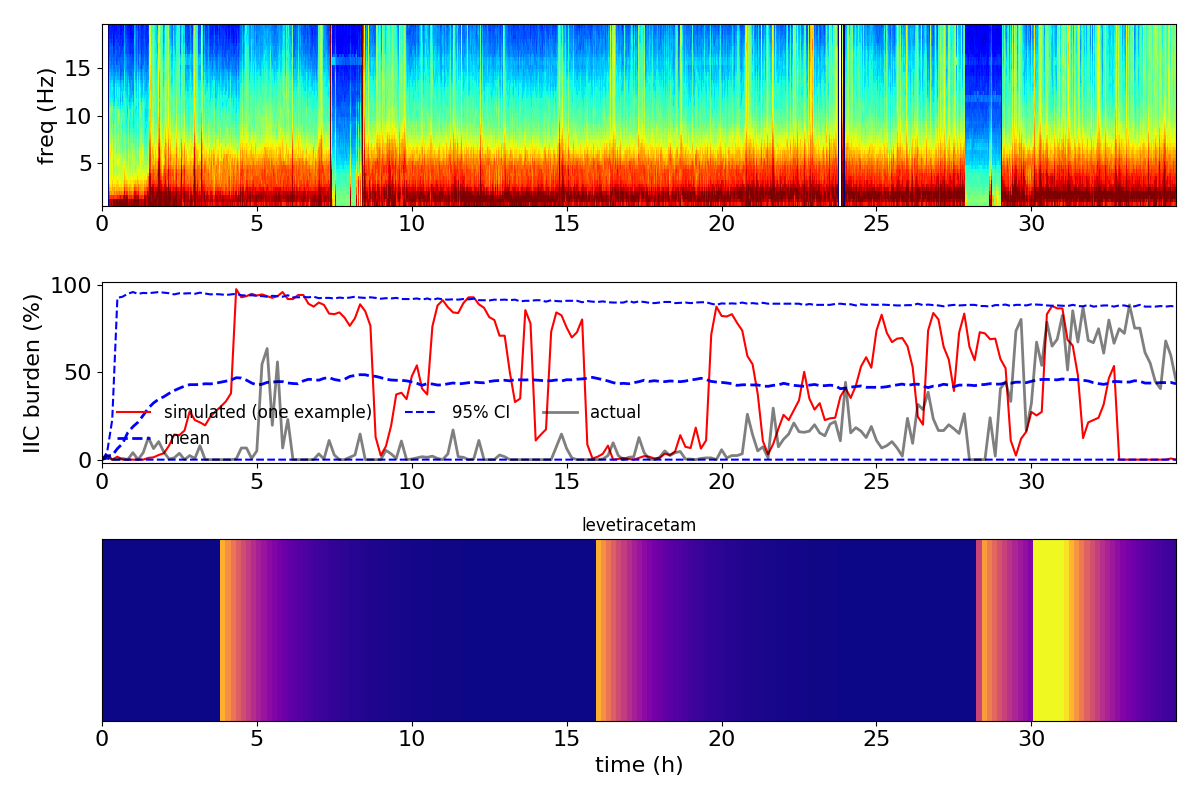 freq (Hz)
15
10
5
0 5 10 15 20 25 30
IIC burden (%)
100
50
0
simulated (one example) 95% CI actual
mean
0 5 10 15 20 25 30
levetiracetam
0 5 10 15 20 25 30
time (h)